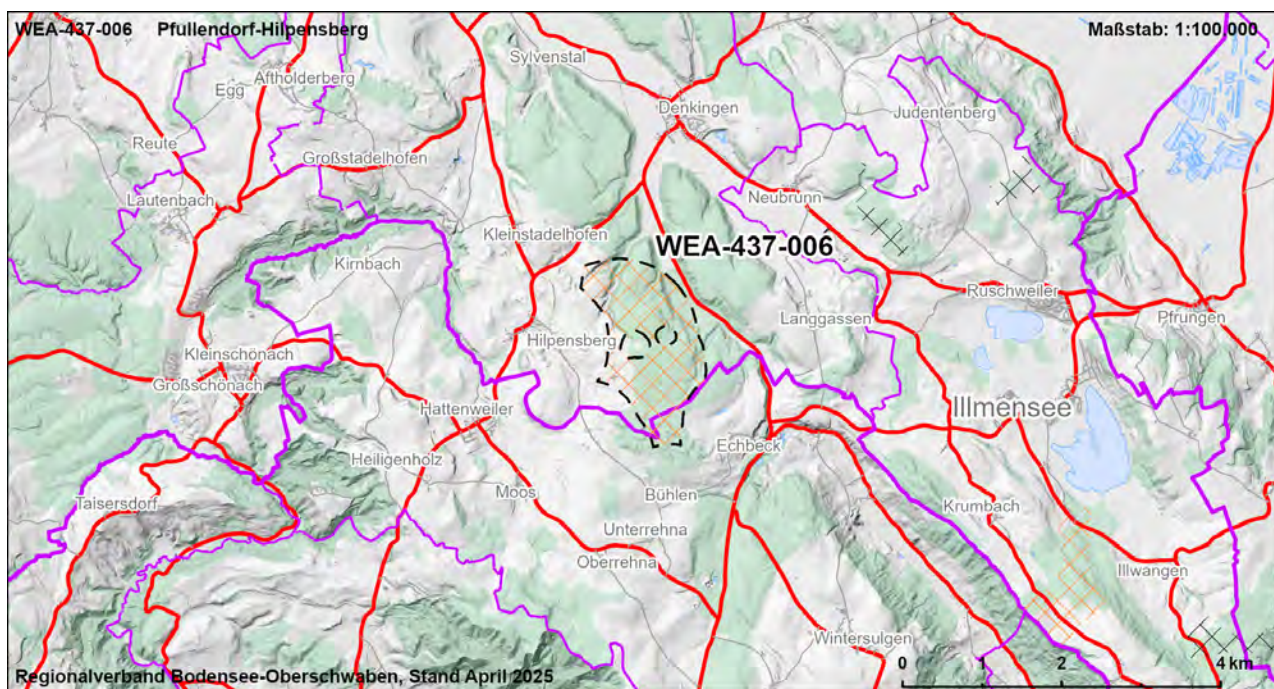 WEA-437-006 Pfullendorf-Hilpensberg Maßstab: 1:100.000
Sylvenstal
Aftholderberg
Egg
Denkingen
Judentenberg
Reute
Großstadelhofen
Lautenbach
Neubrunn
Kleinstadelhofen
WEA-437-006
Kirnbach
Ruschweiler
Langgassen
Pfrungen
Hilpensberg
Kleinschönach
Großschönach
Hattenweiler
Illmensee
Echbeck
Heiligenholz
Moos
Bühlen
Taisersdorf
Krumbach
Unterrehna
Oberrehna
Illwangen
Wintersulgen
0 1 2 4 km
Regionalverband Bodensee-Oberschwaben, Stand April 2025